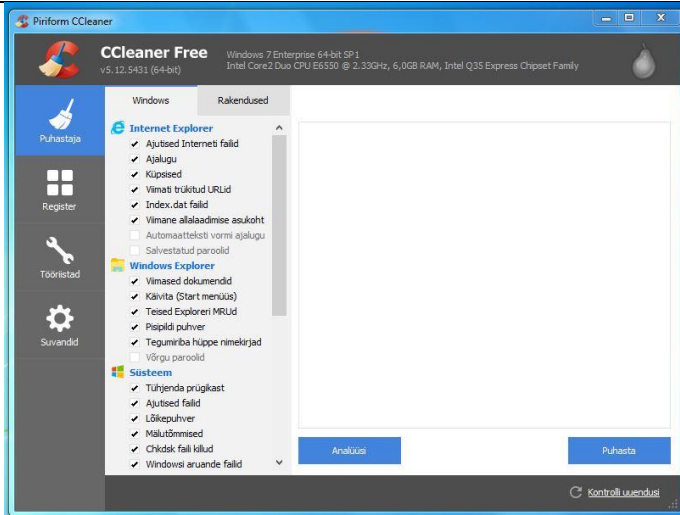 Piriform CCleaner
CCleaner Free
v5.12.5431 (64-bit)
Windows 7 Enterprise 64-bit SP1
Intel Core2 Duo CPU E6550 @ 2.33GHz, 6,0GB RAM, Intel Q35 Express Chipset Family
Puhastaja
Register
Tööriistad
Suvandid
Windows
Rakendused
Internet Explorer
Ajutised Interneti failid
Ajalugu
Küpsised
Viimati trükitud URLid
Index.dat failid
Viimane allalaadimise asukoht
Automaatteksti vormi ajalugu
Salvestatud paroolid
Windows Explorer
Viimased dokumendid
Käivita (Start menüüs)
Teised Exploreri MRUd
Pisipildi puhver
Tegumiriba hüppe nimekirjad
Võrgu paroolid
Süsteem
Tühjenda prügikast
Ajutised failid
Lõikepuhver
Mälutõmmised
Chkdsk faili killud
Windowsi aruande failid
Analüüsi
Puhasta
Kontrolli uuendusi